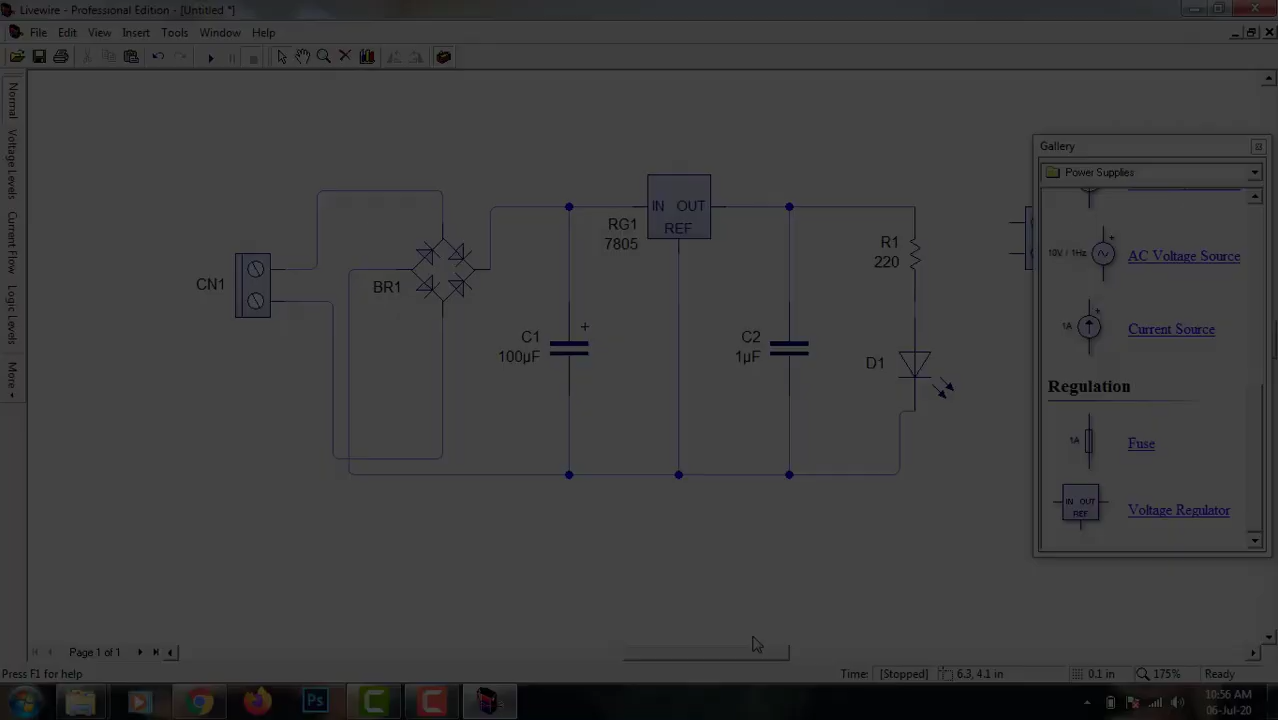 Livewire - Professional Edition - [Untitled *]
File Edit View Insert Tools Window Help
Normal
Voltage Levels
Current Flow
Logic Levels
More
CN1
BR1
C1
100µF
+
RG1
7805
IN OUT
REF
C2
1µF
R1
220
D1
Gallery
Power Supplies
10V / 1Hz
AC Voltage Source
1A
Current Source
Regulation
1A
Fuse
IN OUT
REF
Voltage Regulator
Page 1 of 1
Press F1 for help
Time: [Stopped] 6.3, 4.1 in 0.1 in 175% Ready
Ps
10:56 AM
06-Jul-20